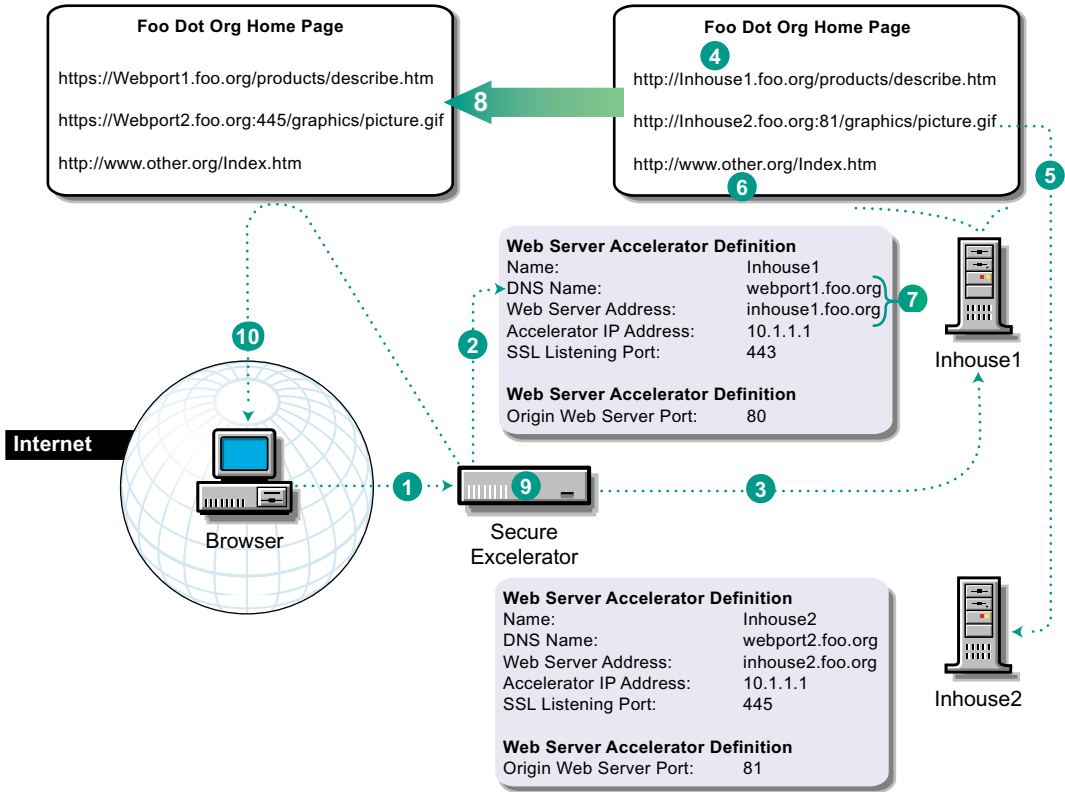 Foo Dot Org Home Page
https://Webport1.foo.org/products/describe.htm
https://Webport2.foo.org:445/graphics/picture.gif
http://www.other.org/Index.htm
8
Foo Dot Org Home Page
4
http://Inhouse1.foo.org/products/describe.htm
http://Inhouse2.foo.org:81/graphics/picture.gif
http://www.other.org/Index.htm
6
5
Web Server Accelerator Definition
Name: Inhouse1
DNS Name: webport1.foo.org
Web Server Address: inhouse1.foo.org
Accelerator IP Address: 10.1.1.1
SSL Listening Port: 443
Web Server Accelerator Definition
Origin Web Server Port: 80
7
Inhouse1
10
2
Internet
1
9
3
Browser
Secure
Excelerator
Web Server Accelerator Definition
Name: Inhouse2
DNS Name: webport2.foo.org
Web Server Address: inhouse2.foo.org
Accelerator IP Address: 10.1.1.1
SSL Listening Port: 445
Web Server Accelerator Definition
Origin Web Server Port: 81
Inhouse2